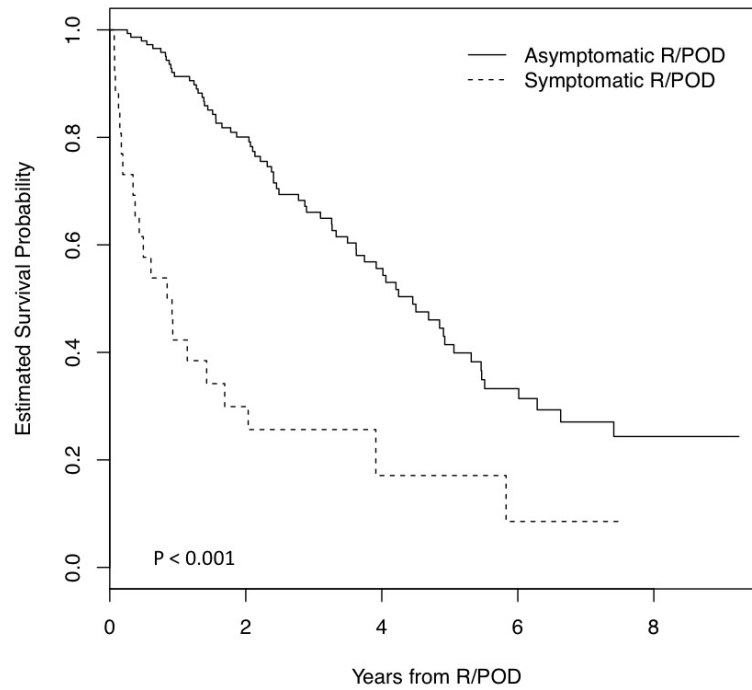 Estimated Survival Probability
1.0
0.8
0.6
0.4
0.2
0.0
Asymptomatic R/POD
Symptomatic R/POD
P < 0.001
0 2 4 6 8
Years from R/POD